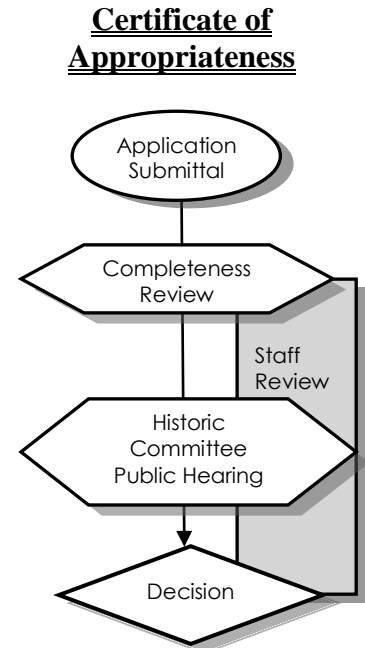 Certificate of
Appropriateness
Application
Submittal
Completeness
Review
Staff
Review
Historic
Committee
Public Hearing
Decision